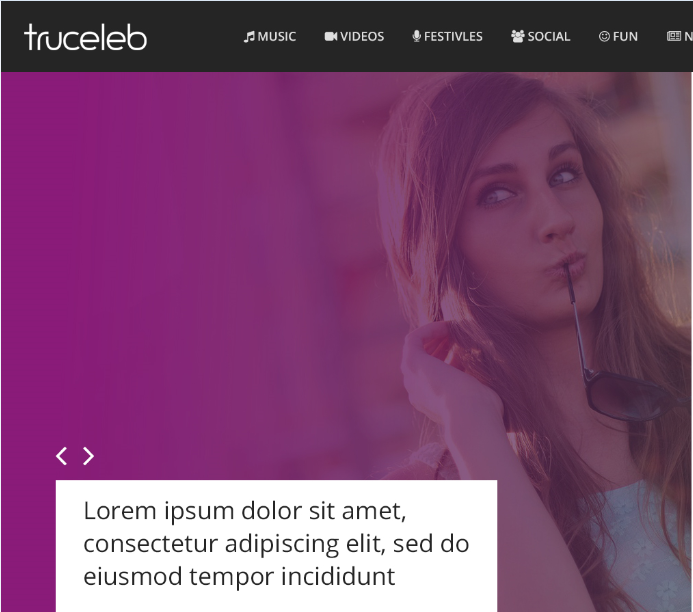 truceleb
MUSIC VIDEOS FESTIVLES SOCIAL FUN N
Lorem ipsum dolor sit amet,
consectetur adipiscing elit, sed do
eiusmod tempor incididunt